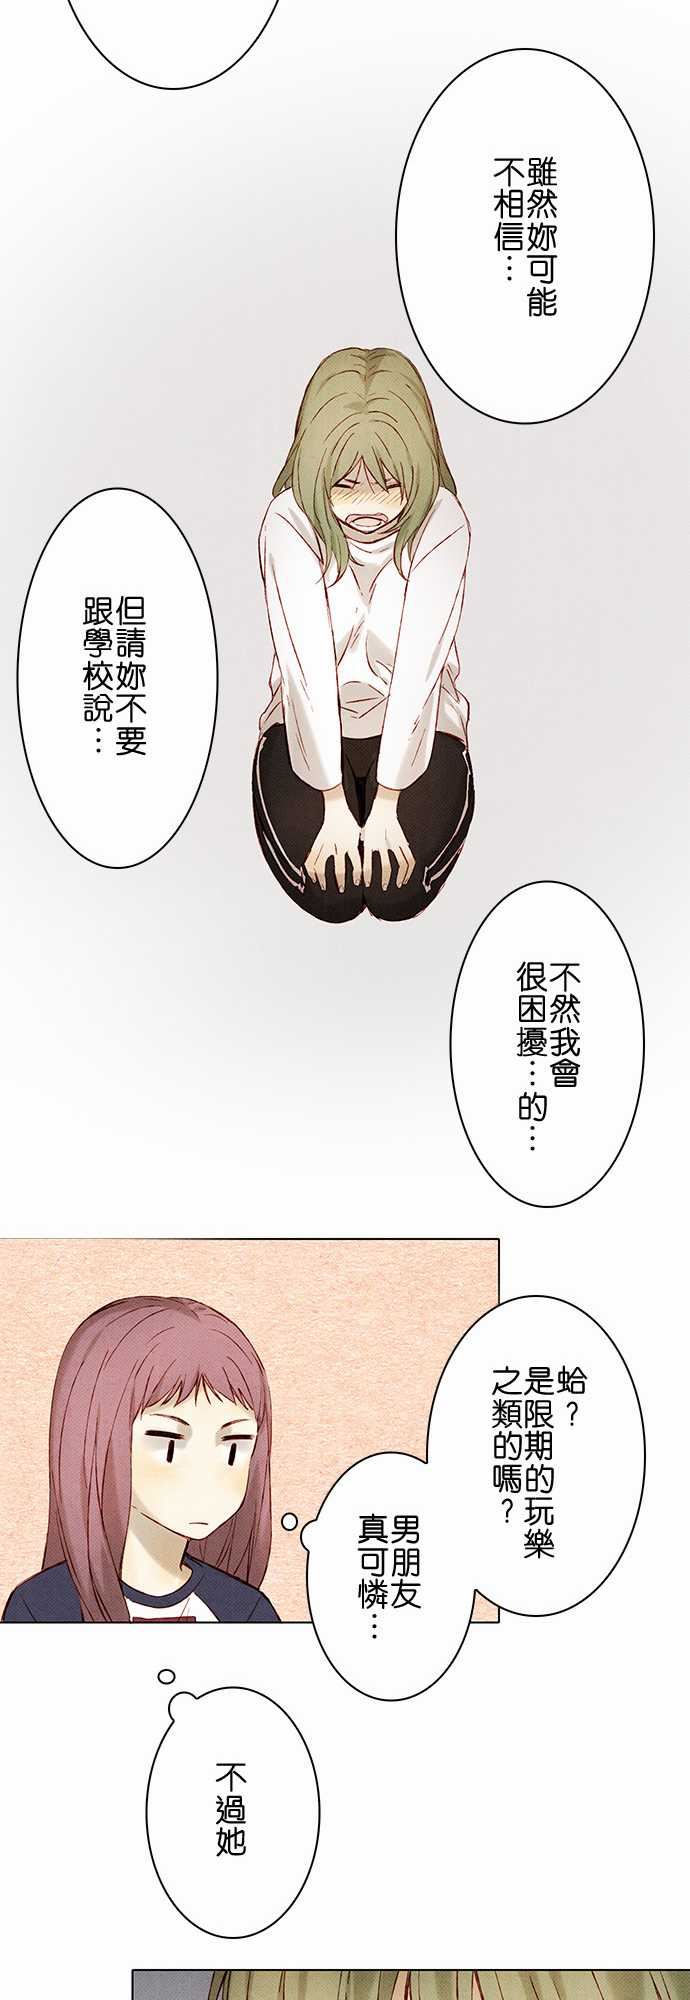 雖然妳可能
不相信…
但請妳不要
跟學校說…
不然我會
很困擾…的…
蛤？
是限期的玩樂
之類的嗎？
男朋友
真可憐…
不過她